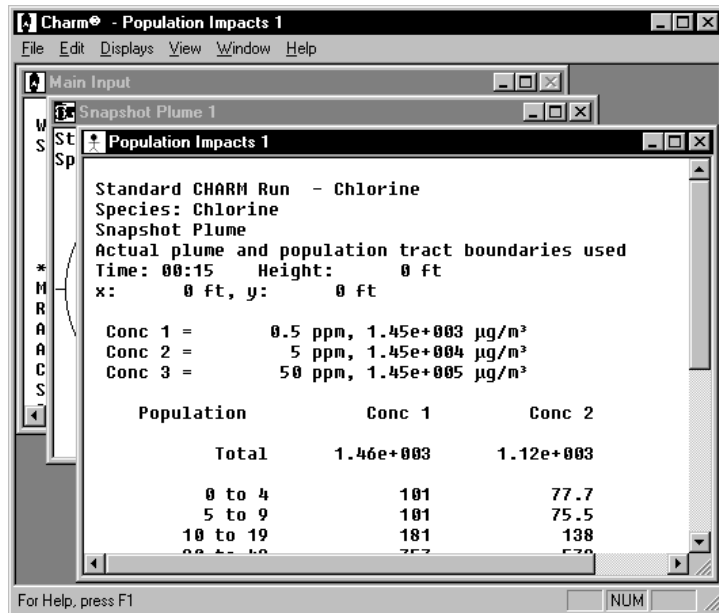 Charm® - Population Impacts 1
File Edit Displays View Window Help
Main Input
Snapshot Plume 1
W
S
St
Sp
*
M
R
A
A
C
S
Population Impacts 1
Standard CHARM Run - Chlorine
Species: Chlorine
Snapshot Plume
Actual plume and population tract boundaries used
Time: 00:15 Height: 0 ft
x: 0 ft, y: 0 ft
Conc 1 = 0.5 ppm, 1.45e+003 µg/m³
Conc 2 = 5 ppm, 1.45e+004 µg/m³
Conc 3 = 50 ppm, 1.45e+005 µg/m³
Population Conc 1 Conc 2
Total 1.46e+003 1.12e+003
0 to 4 101 77.7
5 to 9 101 75.5
10 to 19 181 138
For Help, press F1 NUM